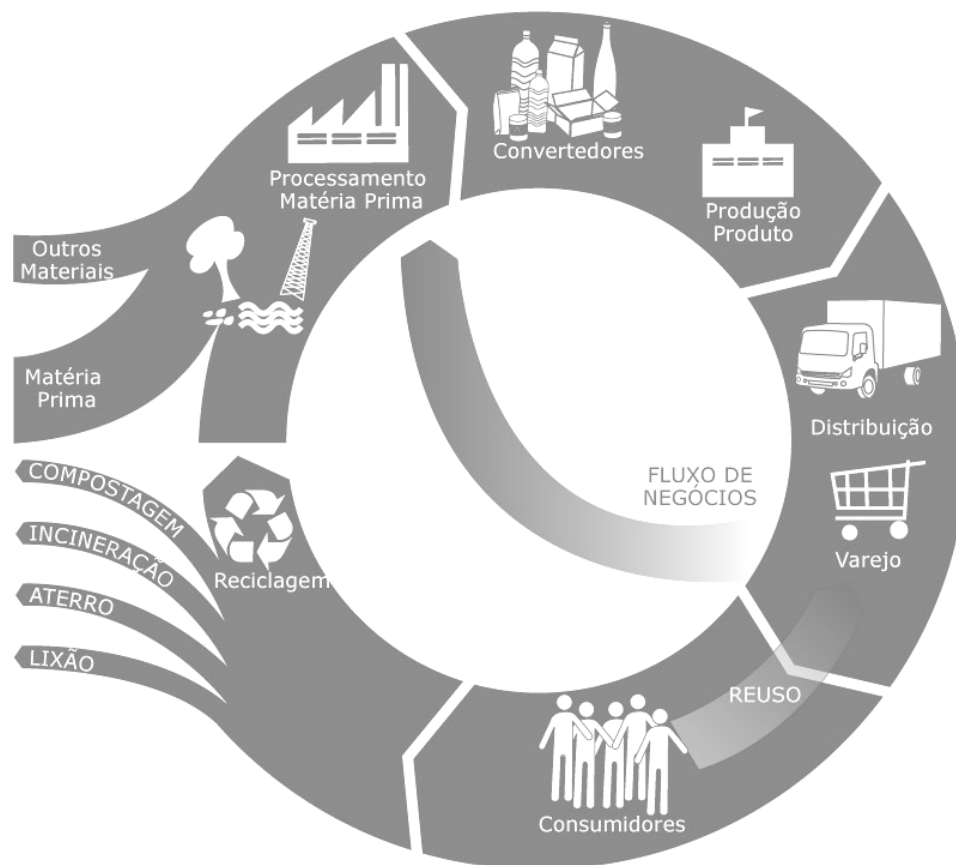 Convertedores
Processamento
Matéria Prima
Produção
Produto
Outros
Materiais
Matéria
Prima
Distribuição
FLUXO DE
NEGÓCIOS
COMPOSTAGEM
INCINERAÇÃO
ATERRO
LIXÃO
Reciclagem
Varejo
REUSO
Consumidores